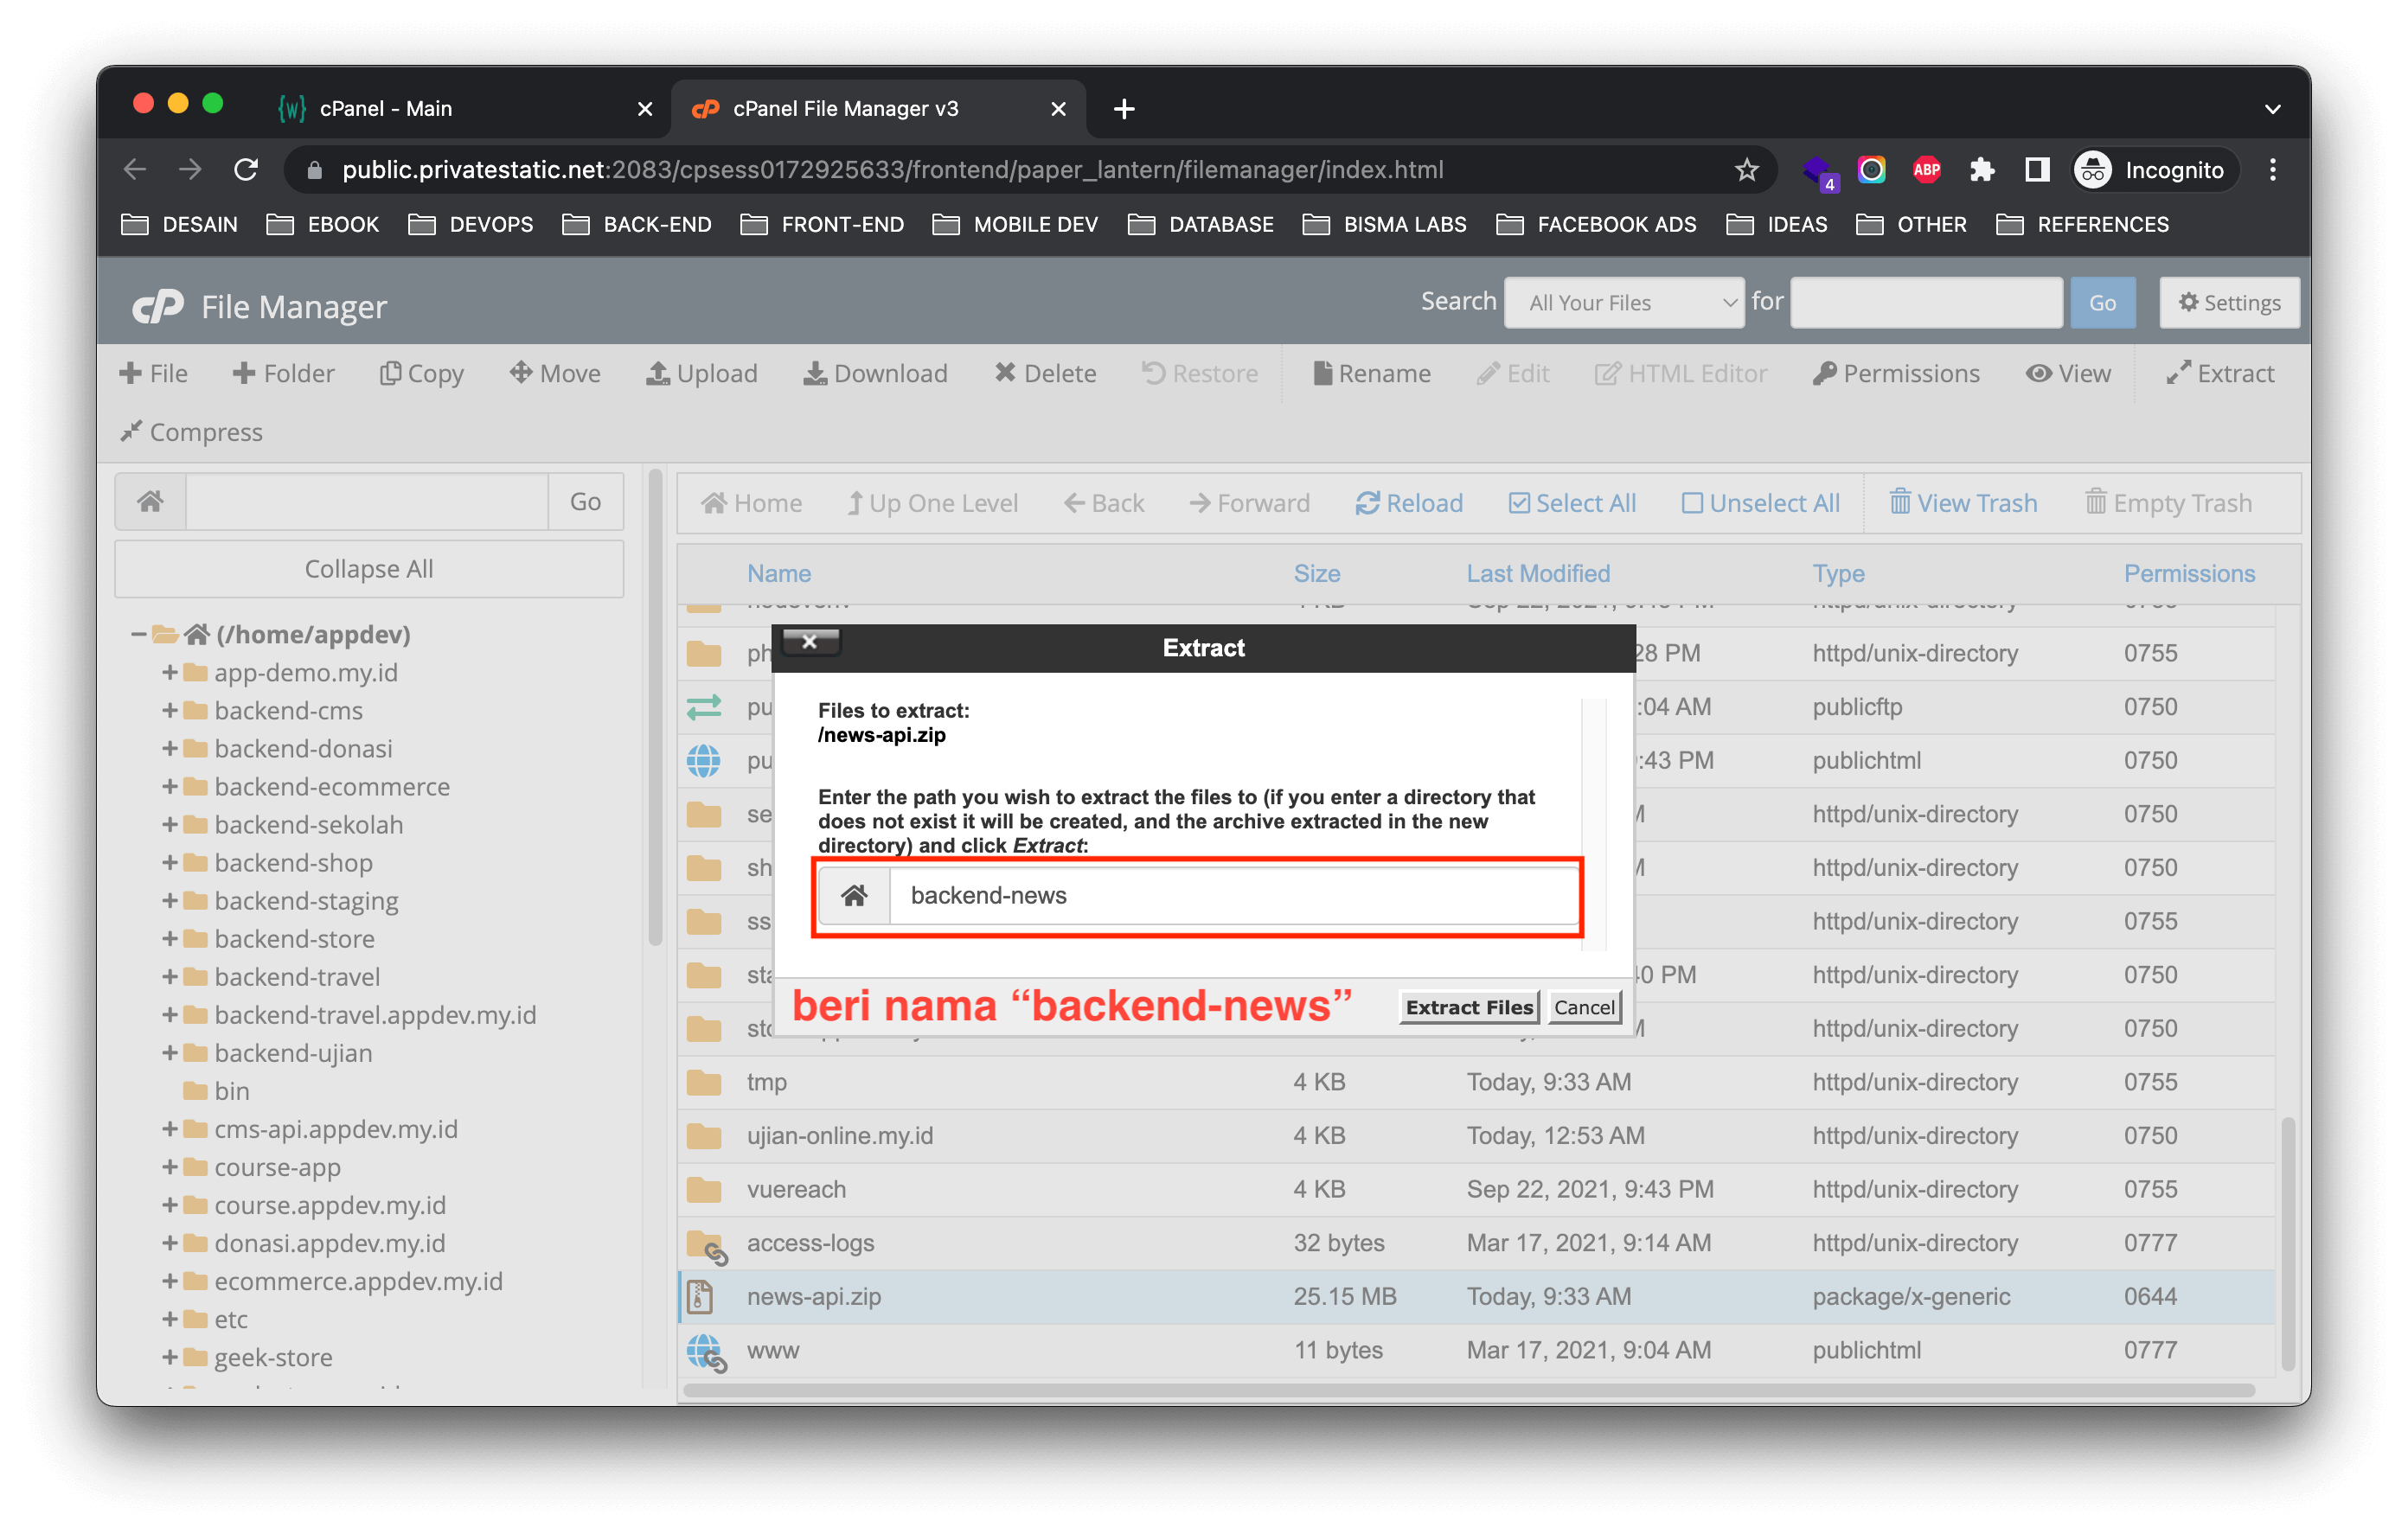 cPanel - Main
cPanel File Manager v3
public.privatestatic.net:2083/cpsess0172925633/frontend/paper_lantern/filemanager/index.html
4
ABP
Incognito
DESAIN EBOOK DEVOPS BACK-END FRONT-END MOBILE DEV DATABASE BISMA LABS FACEBOOK ADS IDEAS OTHER REFERENCES
cP File Manager
Search All Your Files for Go Settings
File Folder Copy Move Upload Download Delete Restore Rename Edit HTML Editor Permissions View Extract
Compress
Go
Collapse All
(/home/appdev)
app-demo.my.id
backend-cms
backend-donasi
backend-ecommerce
backend-sekolah
backend-shop
backend-staging
backend-store
backend-travel
backend-travel.appdev.my.id
backend-ujian
bin
cms-api.appdev.my.id
course-app
course.appdev.my.id
donasi.appdev.my.id
ecommerce.appdev.my.id
etc
geek-store
Home Up One Level Back Forward Reload Select All Unselect All View Trash Empty Trash
Name Size Last Modified Type Permissions
ph 28 PM httpd/unix-directory 0755
pu :04 AM publicftp 0750
pu :43 PM publichtml 0750
se httpd/unix-directory 0750
sh httpd/unix-directory 0750
ss httpd/unix-directory 0755
sta 40 PM httpd/unix-directory 0750
httpd/unix-directory 0750
tmp 4 KB Today, 9:33 AM httpd/unix-directory 0755
ujian-online.my.id 4 KB Today, 12:53 AM httpd/unix-directory 0750
vuereach 4 KB Sep 22, 2021, 9:43 PM httpd/unix-directory 0755
access-logs 32 bytes Mar 17, 2021, 9:14 AM httpd/unix-directory 0777
news-api.zip 25.15 MB Today, 9:33 AM package/x-generic 0644
www 11 bytes Mar 17, 2021, 9:04 AM publichtml 0777
Extract
Files to extract:
/news-api.zip
Enter the path you wish to extract the files to (if you enter a directory that
does not exist it will be created, and the archive extracted in the new
directory) and click Extract:
backend-news
beri nama “backend-news”
Extract Files Cancel